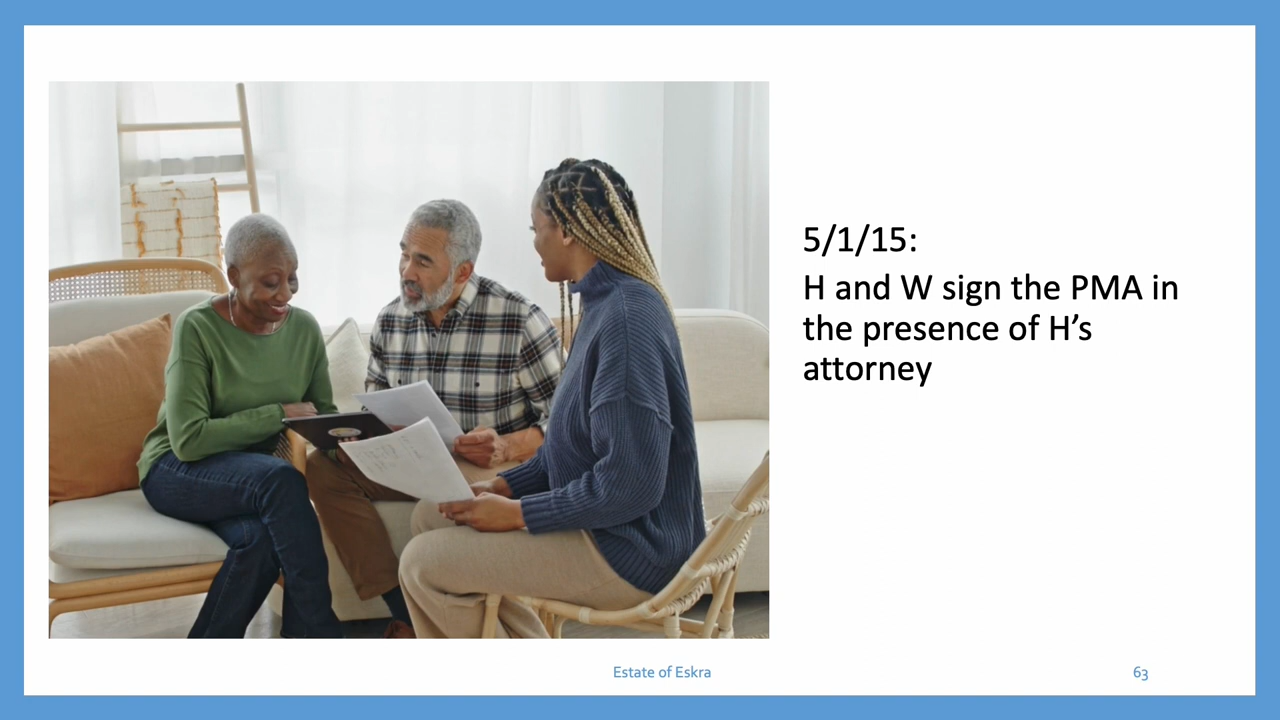 5/1/15:
H and W sign the PMA in
the presence of H’s
attorney
Estate of Eskra
63